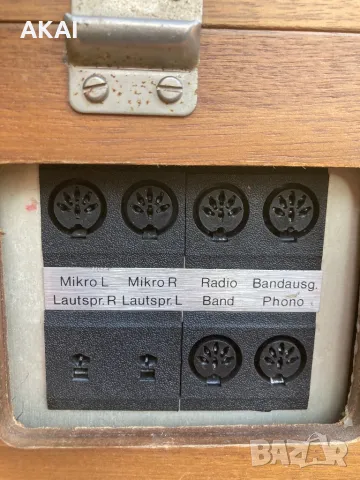 AKAI
Mikro L Mikro R Radio Bandausg.
Lautspr. R Lautspr. L Band Phono
BAZAR